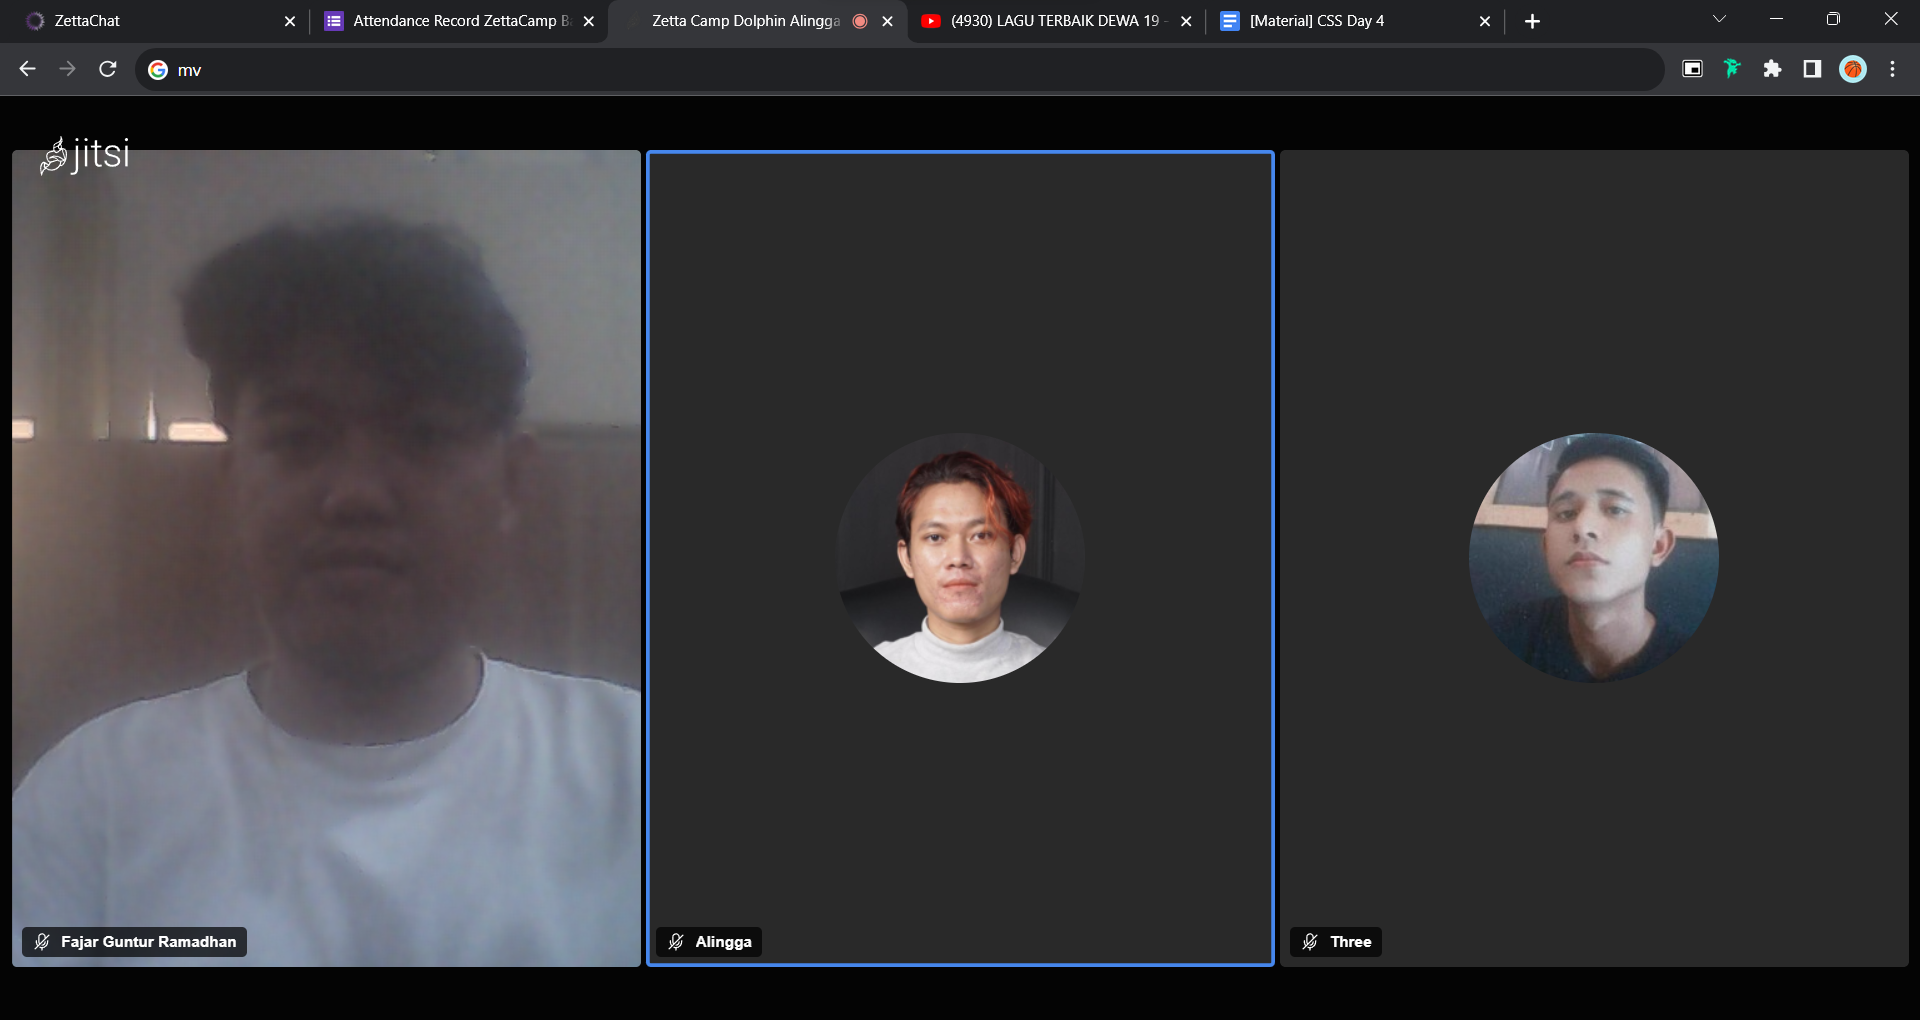 ZettaChat
Attendance Record ZettaCamp B
Zetta Camp Dolphin Alingga
(4930) LAGU TERBAIK DEWA 19 -
[Material] CSS Day 4
mv
jitsi
Fajar Guntur Ramadhan
Alingga
Three